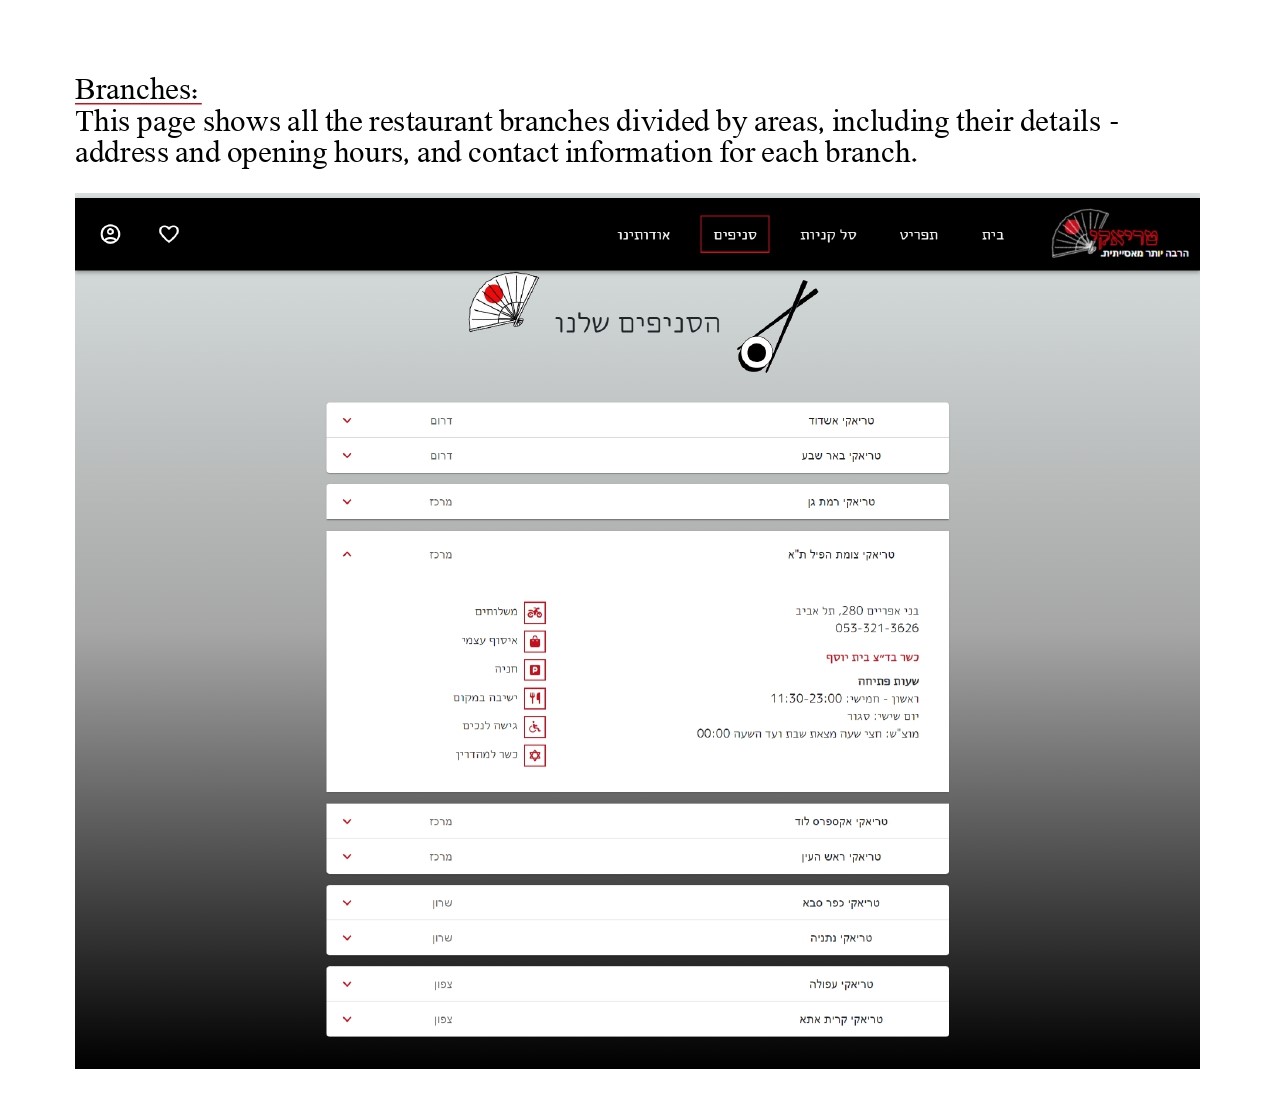 Branches:
This page shows all the restaurant branches divided by areas, including their details -
address and opening hours, and contact information for each branch.
טריאקי
הרבה יותר מאסייתית.
בית
תפריט
סל קניות
סניפים
אודותינו
הסניפים שלנו
טריאקי אשדוד
דרום
טריאקי באר שבע
דרום
טריאקי רמת גן
מרכז
טריאקי צומת הפיל ת"א
מרכז
בני אפריים 280, תל אביב
053-321-3626
כשר בד״צ בית יוסף
שעות פתיחה
ראשון - חמישי: 11:30-23:00
יום שישי: סגור
מוצ"ש: חצי שעה מצאת שבת ועד השעה 00:00
משלוחים
איסוף עצמי
חניה
ישיבה במקום
גישה לנכים
כשר למהדרין
טריאקי אקספרס לוד
מרכז
טריאקי ראש העין
מרכז
טריאקי כפר סבא
שרון
טריאקי נתניה
שרון
טריאקי עפולה
צפון
טריאקי קרית אתא
צפון